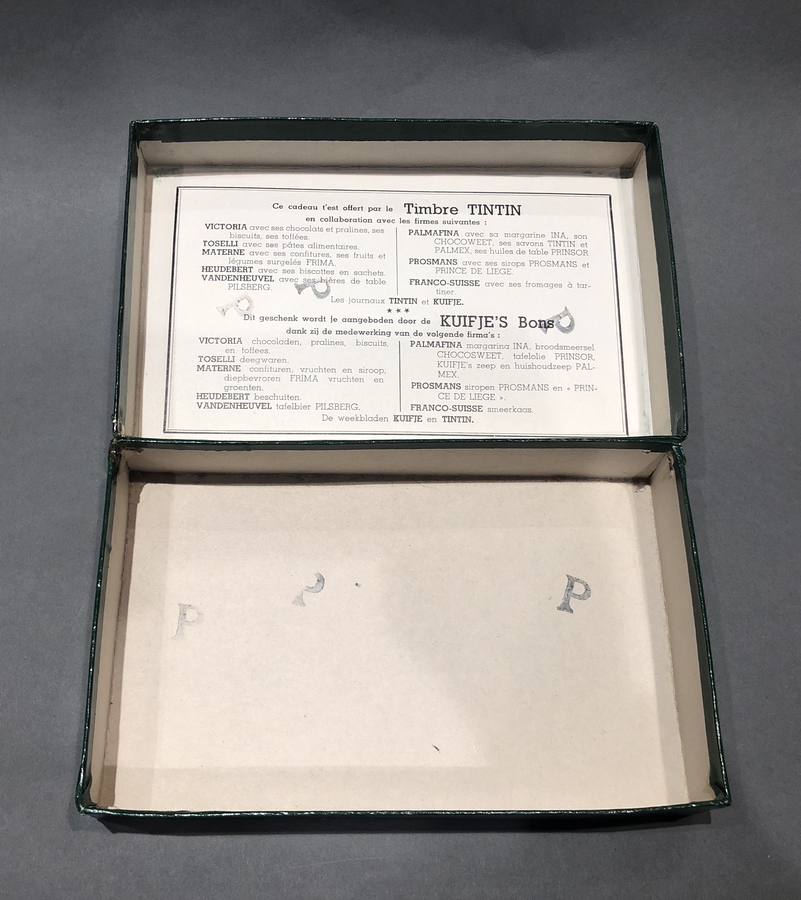 Ce cadeau t'est offert par le Timbre TINTIN
en collaboration avec les firmes suivantes :
VICTORIA avec ses chocolats et pralines, ses
biscuits, ses toffées.
TOSELLI avec ses pâtes alimentaires.
MATERNE avec ses confitures, ses fruits et
légumes surgelés FRIMA.
HEUDEBERT avec ses biscottes en sachets.
VANDENHEUVEL avec ses bières de table
PILSBERG.
PALMAFINA avec sa margarine INA, son
CHOCOWEET, ses savons TINTIN et
PALMEX, ses huiles de table PRINSOR
PROSMANS avec ses sirops PROSMANS et
PRINCE DE LIEGE.
FRANCO-SUISSE avec ses fromages à tar-
tiner.
Les journaux TINTIN et KUIFJE.
★ ★ ★
Dit geschenk wordt je aangeboden door de KUIFJE'S Bons
dank zij de medewerking van de volgende firma's :
VICTORIA chocoladen, pralines, biscuits,
en toffees.
TOSELLI deegwaren.
MATERNE confituren, vruchten en siroop,
diepbevroren FRIMA vruchten en
groenten.
HEUDEBERT beschuiten.
VANDENHEUVEL tafelbier PILSBERG.
PALMAFINA margarina INA, broodsmeersel
CHOCOSWEET, tafelolie PRINSOR,
KUIFJE's zeep en huishoudzeep PAL-
MEX.
PROSMANS siropen PROSMANS en « PRIN-
CE DE LIEGE ».
FRANCO-SUISSE smeerkaas.
De weekbladen KUIFJE en TINTIN.
P
P
P
P
P
P